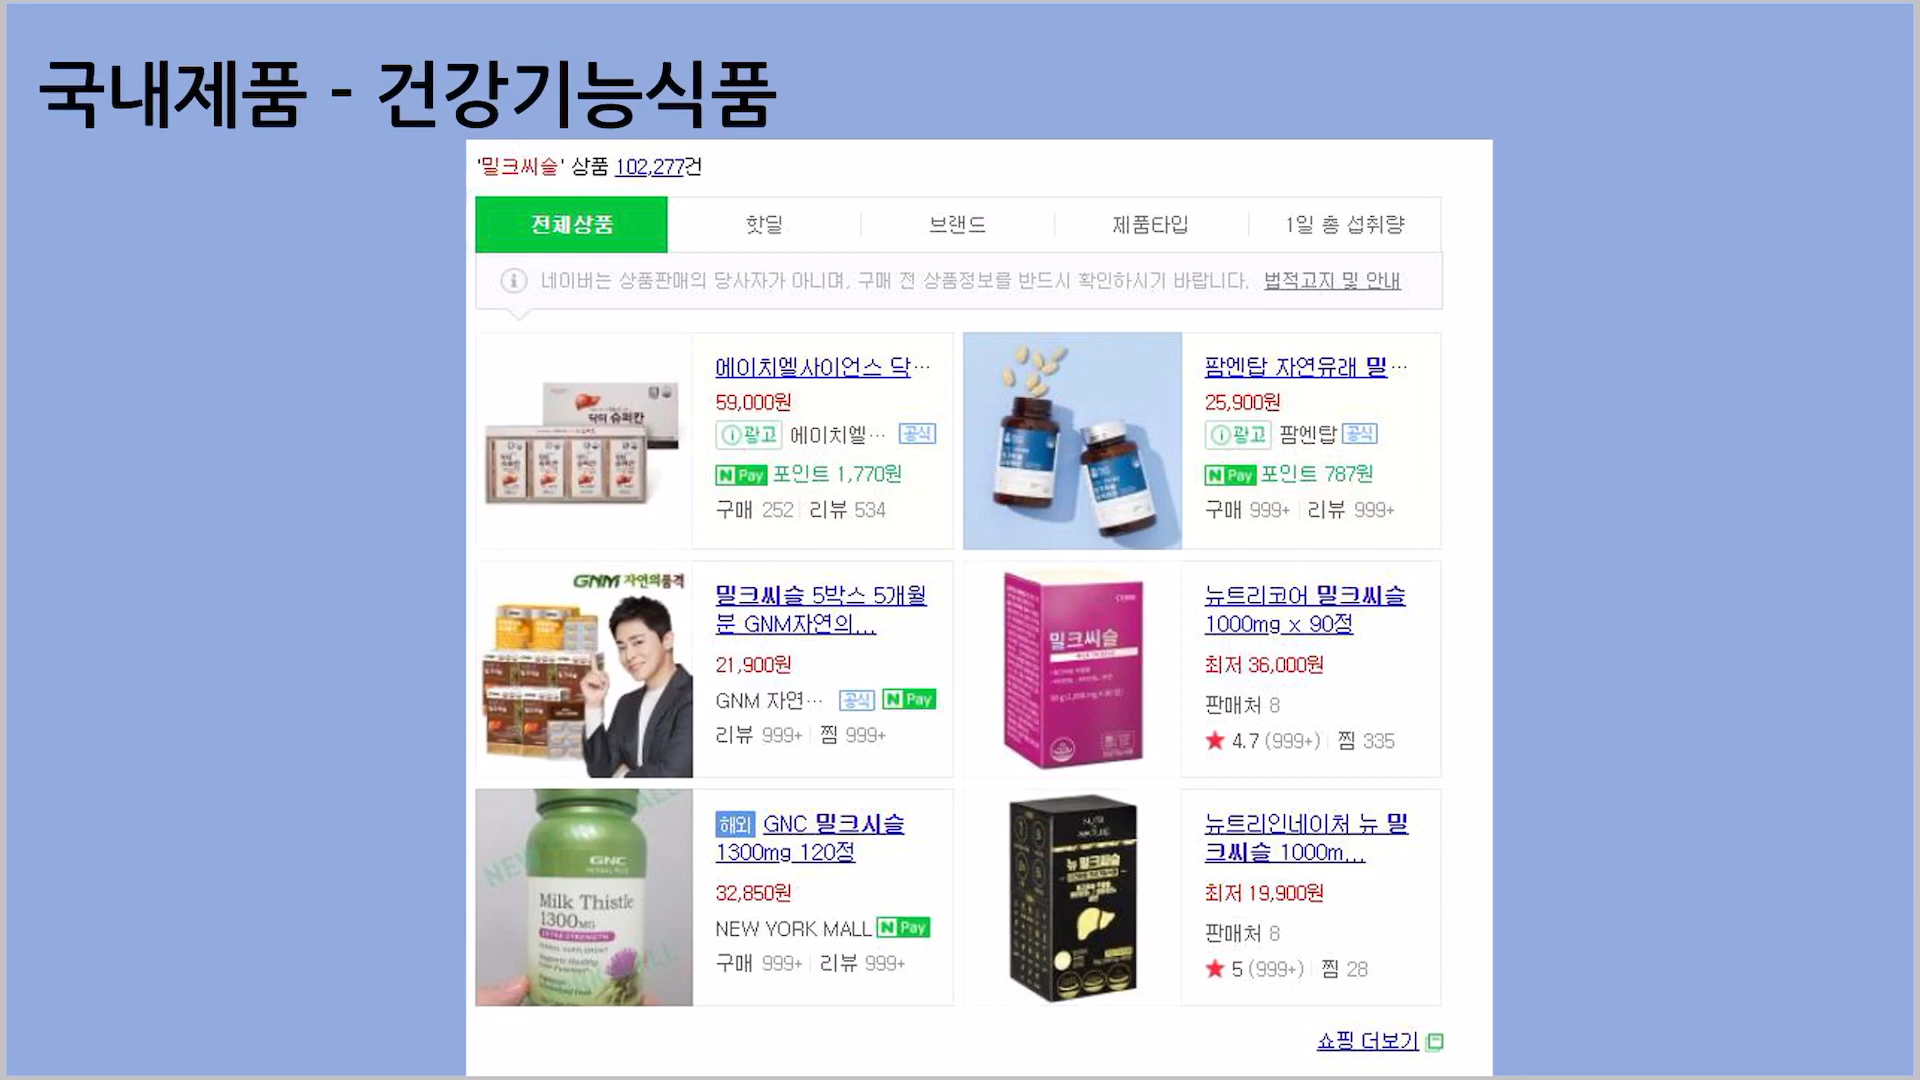 국내제품 - 건강기능식품
'밀크씨슬' 상품 102,277건
전체상품 핫딜 브랜드 제품타입 1일 총 섭취량
네이버는 상품판매의 당사자가 아니며, 구매 전 상품정보를 반드시 확인하시기 바랍니다. 법적고지 및 안내
에이치엘사이언스 닥…
59,000원
광고 에이치엘… 공식
N Pay 포인트 1,770원
구매 252 리뷰 534
닥터 슈퍼칸
팜엔탑 자연유래 밀…
25,900원
광고 팜엔탑 공식
N Pay 포인트 787원
구매 999+ 리뷰 999+
GNM 자연의품격
밀크씨슬 5박스 5개월
분 GNM자연의...
21,900원
GNM 자연… 공식 N Pay
리뷰 999+ 찜 999+
밀크씨슬
뉴트리코어 밀크씨슬
1000mg x 90정
최저 36,000원
판매처 8
★ 4.7 (999+) 찜 335
GNC
Milk Thistle
1300MG
해외 GNC 밀크시슬
1300mg 120정
32,850원
NEW YORK MALL N Pay
구매 999+ 리뷰 999+
뉴 밀크씨슬
뉴트리인네이처 뉴 밀
크씨슬 1000m...
최저 19,900원
판매처 8
★ 5 (999+) 찜 28
쇼핑 더보기